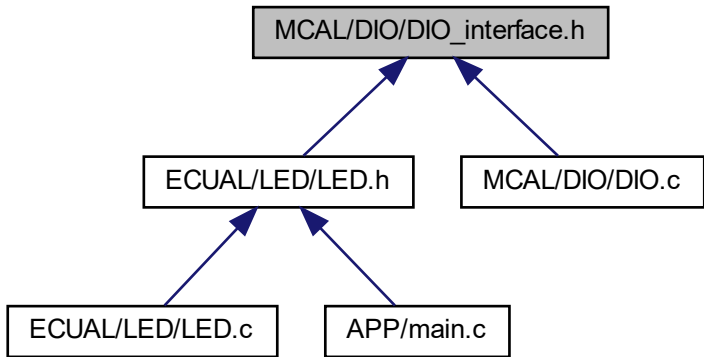 MCAL/DIO/DIO_interface.h
ECUAL/LED/LED.h
MCAL/DIO/DIO.c
ECUAL/LED/LED.c
APP/main.c